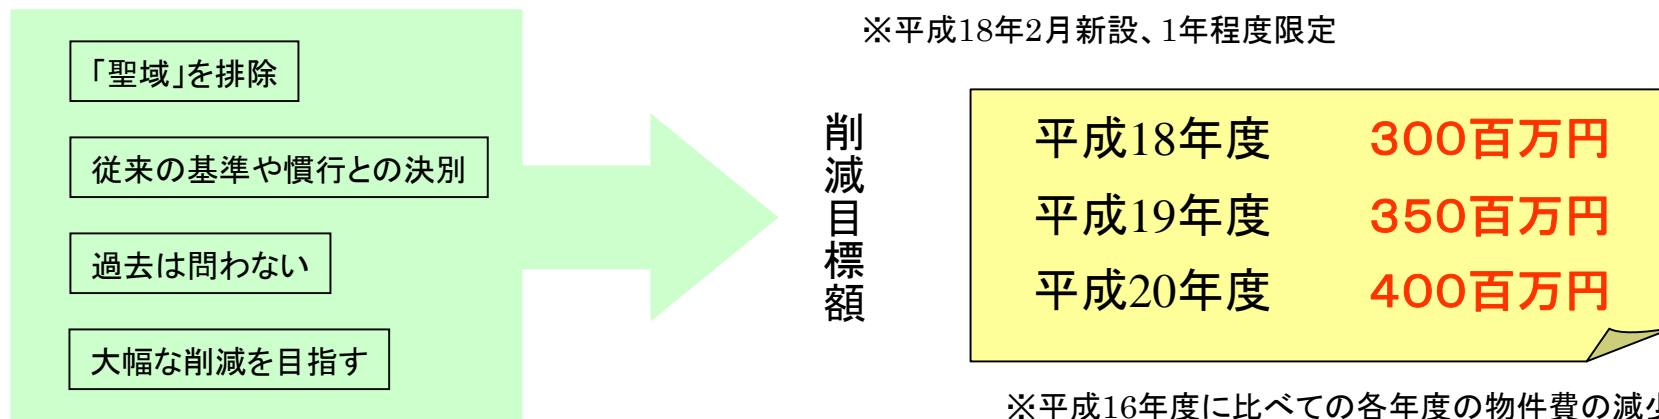 ※平成18年2月新設、1年程度限定
「聖域」を排除
従来の基準や慣行との決別
過去は問わない
大幅な削減を目指す
削減目標額
平成18年度 300百万円
平成19年度 350百万円
平成20年度 400百万円
※平成16年度に比べての各年度の物件費の減少